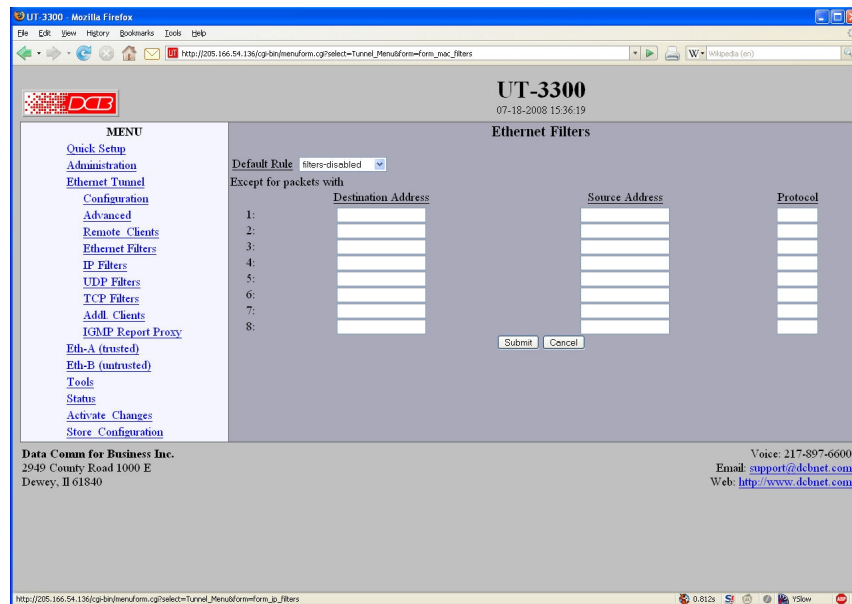 UT-3300 - Mozilla Firefox
File Edit View History Bookmarks Tools Help
UT http://205.166.54.136/cgi-bin/menuform.cgi?select=Tunnel_Menu&form=form_mac_filters W Wikipedia (en)
DCB
UT-3300
07-18-2008 15:36:19
MENU
Quick Setup
Administration
Ethernet Tunnel
Configuration
Advanced
Remote Clients
Ethernet Filters
IP Filters
UDP Filters
TCP Filters
Addl. Clients
IGMP Report Proxy
Eth-A (trusted)
Eth-B (untrusted)
Tools
Status
Activate Changes
Store Configuration
Ethernet Filters
Default Rule filters-disabled
Except for packets with
Destination Address Source Address Protocol
1:
2:
3:
4:
5:
6:
7:
8:
Submit Cancel
Data Comm for Business Inc.
2949 County Road 1000 E
Dewey, Il 61840
Voice: 217-897-6600
Email: support@dcbnet.com
Web: http://www.dcbnet.com
http://205.166.54.136/cgi-bin/menuform.cgi?select=Tunnel_Menu&form=form_ip_filters 0.812s YSlow ABP